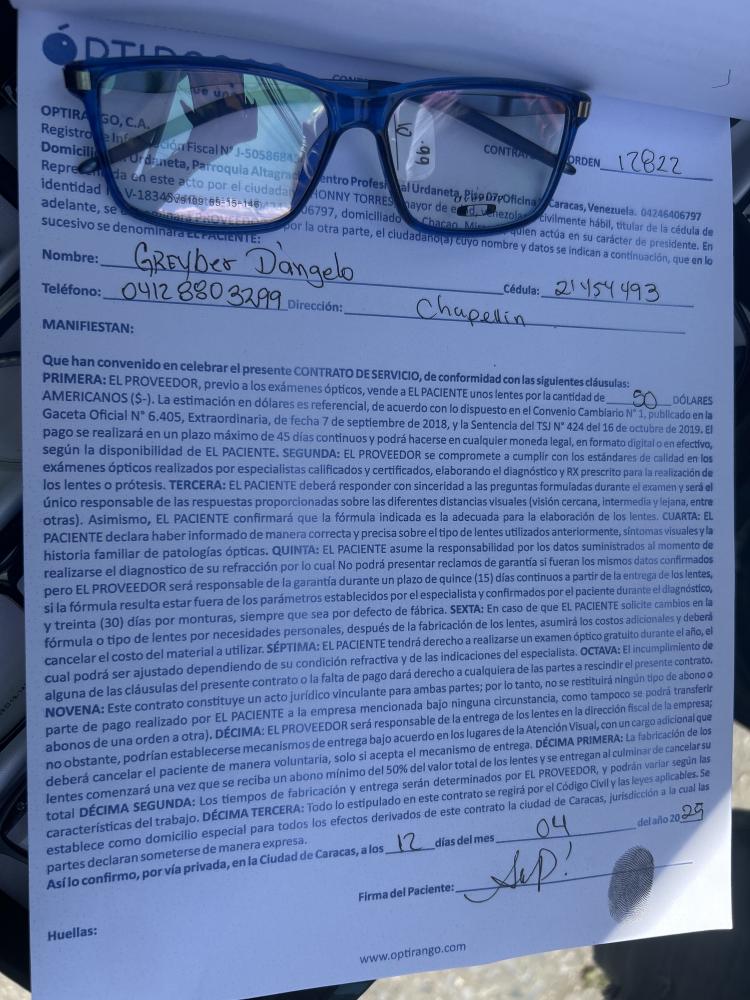 OPTIRANGO, C.A.
CONTRA ORDEN 12822
Registro de In ción Fiscal N° J-5058684
Domicili Urdaneta, Parroquia Altagrac entro Profesi al Urdaneta, Piso 07 Oficina Caracas, Venezuela. 04246406797
Repre da en este acto por el ciudada HONNY TORRES mayor de e d, venezola civilmente hábil, titular de la cédula de
identidad V-1834 06797, domiciliado Chacao, quien actúa en su carácter de presidente. En
adelante, se por la otra parte, el ciudadano(a) cuyo nombre y datos se indican a continuación, que en lo
sucesivo se denominará EL PACIENTE:
.99
Nombre: GREyber D'angelo Cédula: 21454493
Teléfono: 04128803299 Dirección: Chapellin
MANIFIESTAN:
Que han convenido en celebrar el presente CONTRATO DE SERVICIO, de conformidad con las siguientes cláusulas:
PRIMERA: EL PROVEEDOR, previo a los exámenes ópticos, vende a EL PACIENTE unos lentes por la cantidad de 50 DÓLARES
AMERICANOS ($-). La estimación en dólares es referencial, de acuerdo con lo dispuesto en el Convenio Cambiario N° 1, publicado en la
Gaceta Oficial N° 6.405, Extraordinaria, de fecha 7 de septiembre de 2018, y la Sentencia del TSJ N° 424 del 16 de octubre de 2019. El
pago se realizará en un plazo máximo de 45 días continuos y podrá hacerse en cualquier moneda legal, en formato digital o en efectivo,
según la disponibilidad de EL PACIENTE. SEGUNDA: EL PROVEEDOR se compromete a cumplir con los estándares de calidad en los
exámenes ópticos realizados por especialistas calificados y certificados, elaborando el diagnóstico y RX prescrito para la realización de
los lentes o prótesis. TERCERA: EL PACIENTE deberá responder con sinceridad a las preguntas formuladas durante el examen y será el
único responsable de las respuestas proporcionadas sobre las diferentes distancias visuales (visión cercana, intermedia y lejana, entre
otras). Asimismo, EL PACIENTE confirmará que la fórmula indicada es la adecuada para la elaboración de los lentes. CUARTA: EL
PACIENTE declara haber informado de manera correcta y precisa sobre el tipo de lentes utilizados anteriormente, síntomas visuales y la
historia familiar de patologías ópticas. QUINTA: EL PACIENTE asume la responsabilidad por los datos suministrados al momento de
realizarse el diagnostico de su refracción por lo cual No podrá presentar reclamos de garantía si fueran los mismos datos confirmados
pero EL PROVEEDOR será responsable de la garantía durante un plazo de quince (15) días continuos a partir de la entrega de los lentes,
si la fórmula resulta estar fuera de los parámetros establecidos por el especialista y confirmados por el paciente durante el diagnóstico,
y treinta (30) días por monturas, siempre que sea por defecto de fábrica. SEXTA: En caso de que EL PACIENTE solicite cambios en la
fórmula o tipo de lentes por necesidades personales, después de la fabricación de los lentes, asumirá los costos adicionales y deberá
cancelar el costo del material a utilizar. SÉPTIMA: EL PACIENTE tendrá derecho a realizarse un examen óptico gratuito durante el año, el
cual podrá ser ajustado dependiendo de su condición refractiva y de las indicaciones del especialista. OCTAVA: El incumplimiento de
alguna de las cláusulas del presente contrato o la falta de pago dará derecho a cualquiera de las partes a rescindir el presente contrato.
NOVENA: Este contrato constituye un acto jurídico vinculante para ambas partes; por lo tanto, no se restituirá ningún tipo de abono o
parte de pago realizado por EL PACIENTE a la empresa mencionada bajo ninguna circunstancia, como tampoco se podrá transferir
abonos de una orden a otra). DÉCIMA: EL PROVEEDOR será responsable de la entrega de los lentes en la dirección fiscal de la empresa;
no obstante, podrían establecerse mecanismos de entrega bajo acuerdo en los lugares de la Atención Visual, con un cargo adicional que
deberá cancelar el paciente de manera voluntaria, solo si acepta el mecanismo de entrega. DÉCIMA PRIMERA: La fabricación de los
lentes comenzará una vez que se reciba un abono mínimo del 50% del valor total de los lentes y se entregan al culminar de cancelar su
total DÉCIMA SEGUNDA: Los tiempos de fabricación y entrega serán determinados por EL PROVEEDOR, y podrán variar según las
características del trabajo. DÉCIMA TERCERA: Todo lo estipulado en este contrato se regirá por el Código Civil y las leyes aplicables. Se
establece como domicilio especial para todos los efectos derivados de este contrato la ciudad de Caracas, jurisdicción a la cual las
partes declaran someterse de manera expresa.
Así lo confirmo, por vía privada, en la Ciudad de Caracas, a los 12 días del mes 04 del año 2025
Firma del Paciente:
Huellas:
www.optirango.com